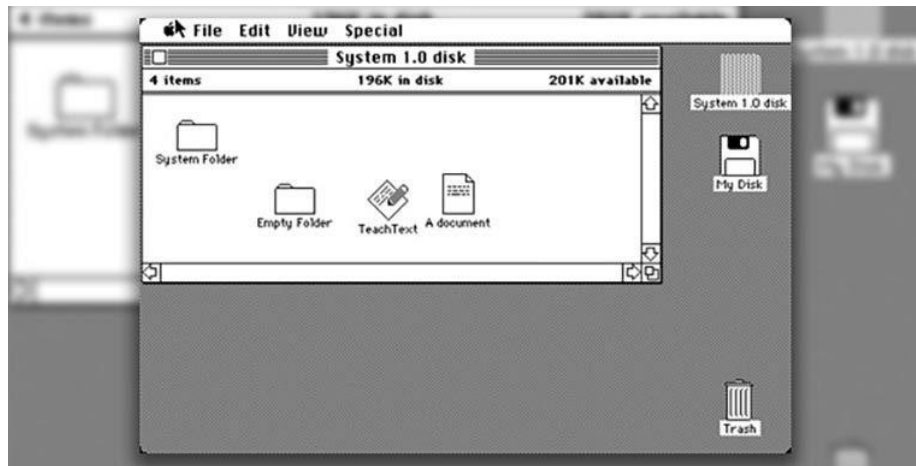 File Edit View Special
System 1.0 disk
4 items 196K in disk 201K available
System Folder
Empty Folder
TeachText
A document
System 1.0 disk
My Disk
Trash